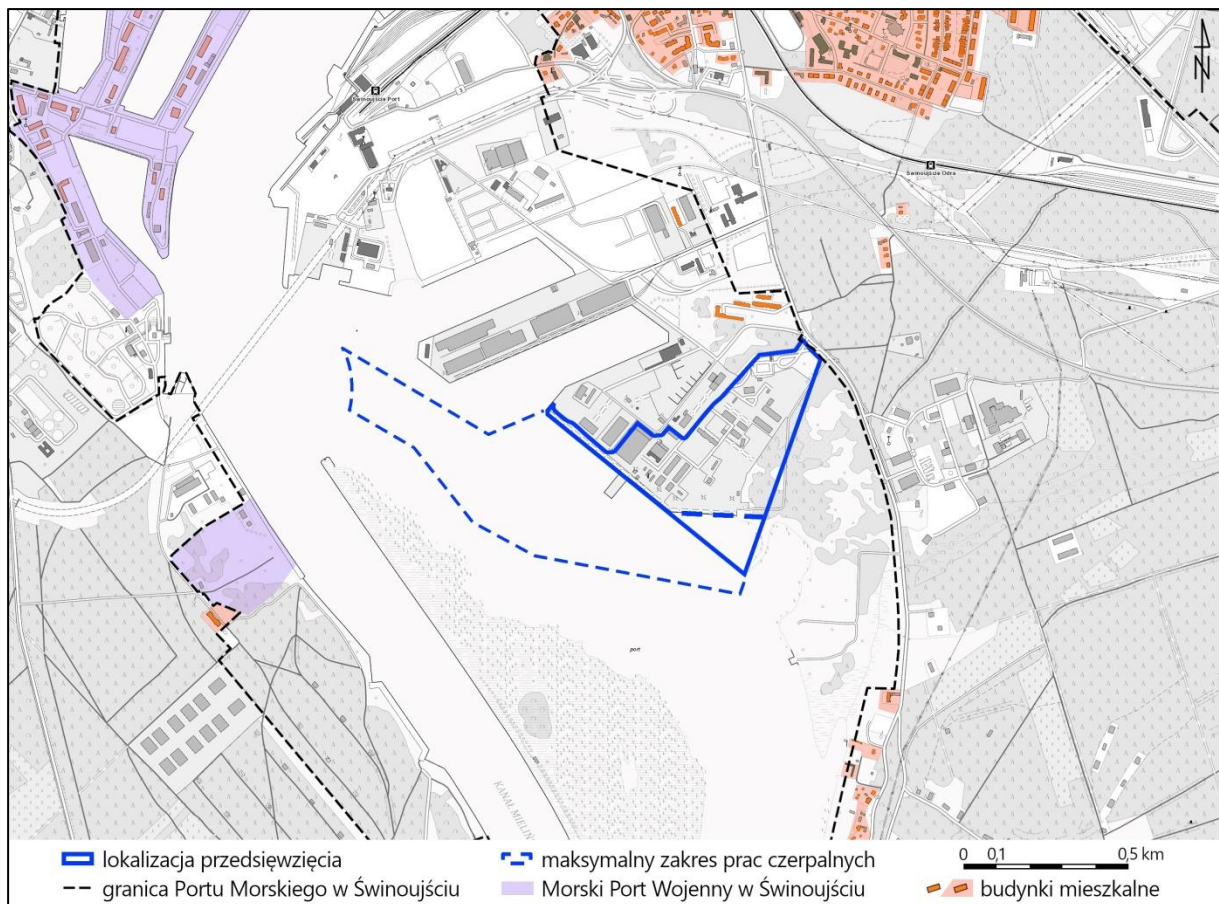 N
Świnoujście Port
Świnoujście Odra
port
KANAŁ MIELIŃ
lokalizacja przedsięwzięcia
maksymalny zakres prac czerpalnych
0 0,1 0,5 km
granica Portu Morskiego w Świnoujściu
Morski Port Wojenny w Świnoujściu
budynki mieszkalne